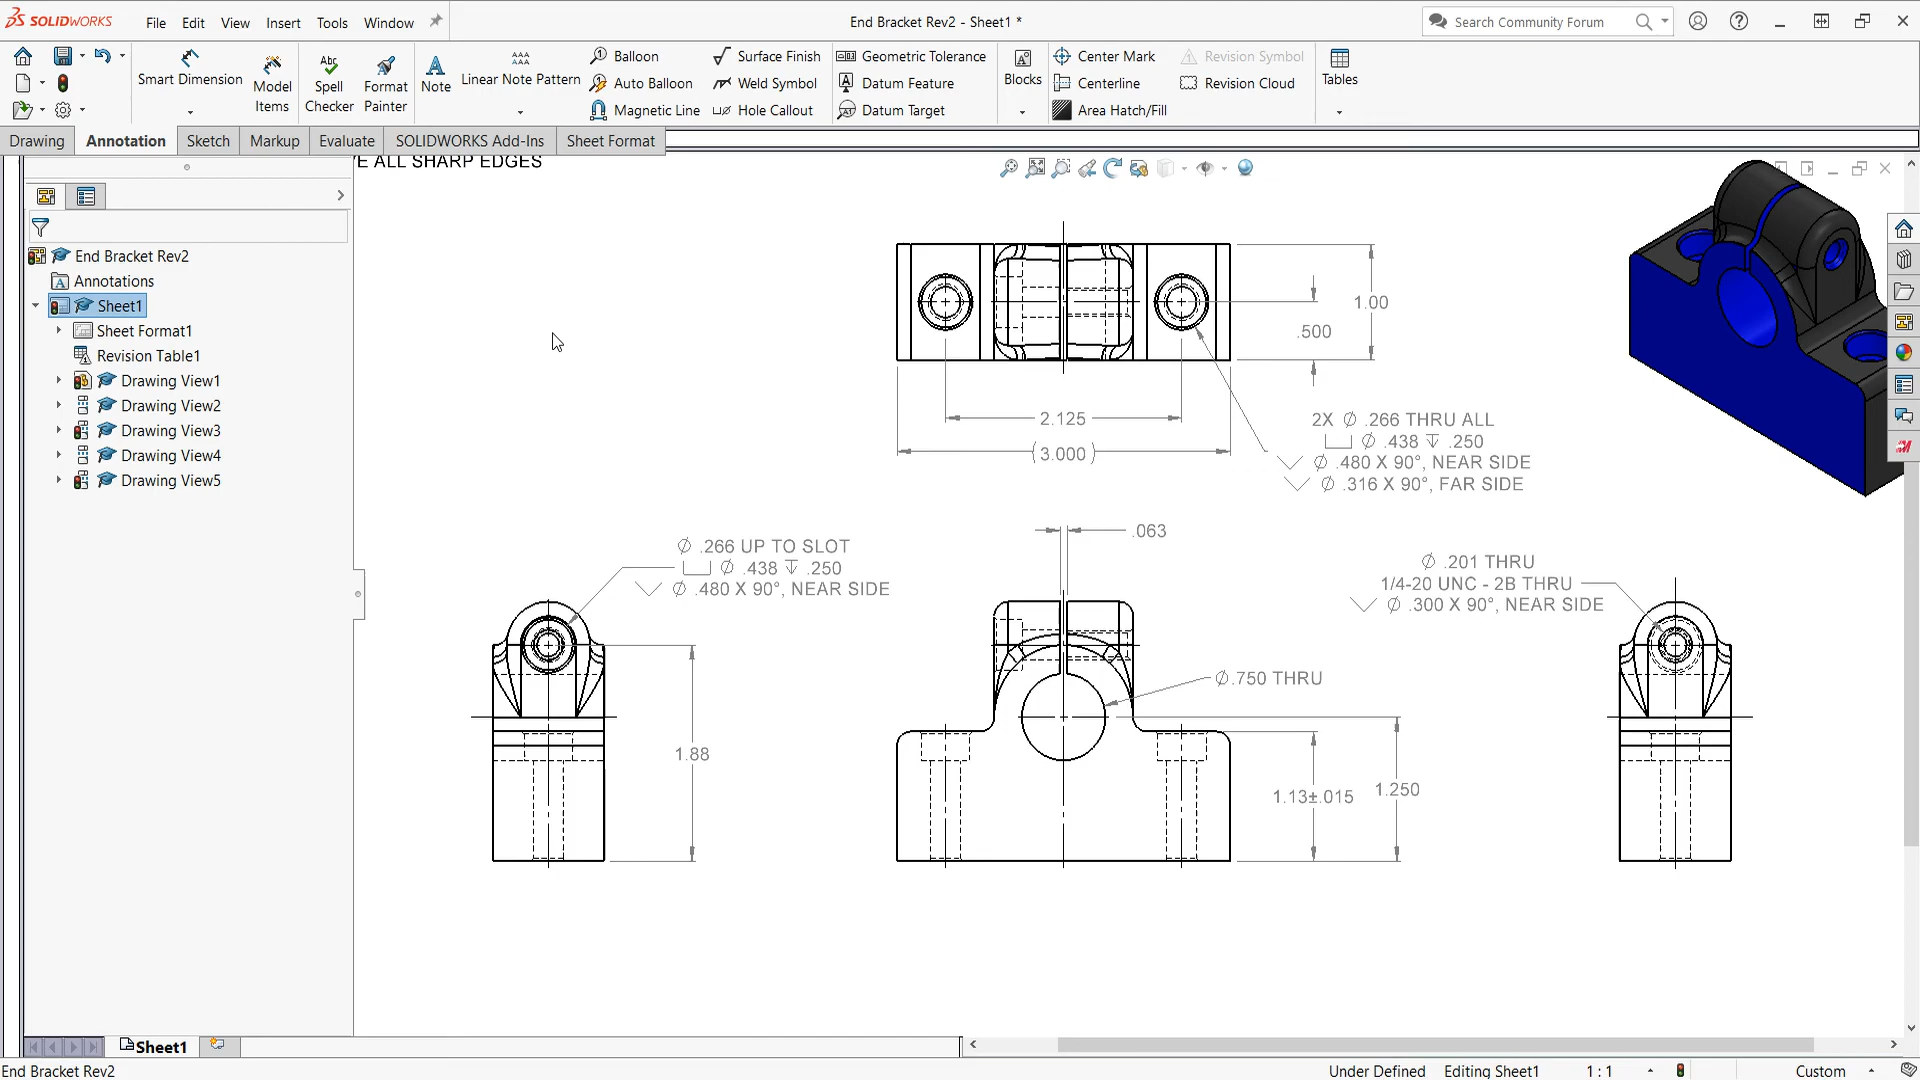 SOLIDWORKS
File Edit View Insert Tools Window
End Bracket Rev2 - Sheet1 *
Search Community Forum
Smart Dimension
Model Items
Abc
Spell Checker
Format Painter
Note
Linear Note Pattern
Balloon
Auto Balloon
Magnetic Line
Surface Finish
Weld Symbol
Hole Callout
Geometric Tolerance
Datum Feature
Datum Target
Blocks
Center Mark
Centerline
Area Hatch/Fill
Revision Symbol
Revision Cloud
Tables
Drawing Annotation Sketch Markup Evaluate SOLIDWORKS Add-Ins Sheet Format
E ALL SHARP EDGES
End Bracket Rev2
Annotations
Sheet1
Sheet Format1
Revision Table1
Drawing View1
Drawing View2
Drawing View3
Drawing View4
Drawing View5
1.00
.500
2.125
(3.000)
2X Ø .266 THRU ALL
⌴ Ø .438 ↧ .250
⌵ Ø .480 X 90°, NEAR SIDE
⌵ Ø .316 X 90°, FAR SIDE
.063
Ø .266 UP TO SLOT
⌴ Ø .438 ↧ .250
⌵ Ø .480 X 90°, NEAR SIDE
Ø .201 THRU
1/4-20 UNC - 2B THRU
⌵ Ø .300 X 90°, NEAR SIDE
Ø.750 THRU
1.88
1.13±.015
1.250
Sheet1
End Bracket Rev2
Under Defined Editing Sheet1 1 : 1 Custom